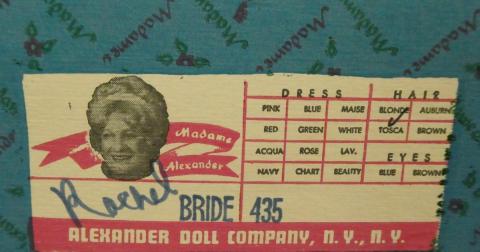 Madame
DRESS HAIR
PINK BLUE MAISE BLONDE AUBURN
RED GREEN WHITE TOSCA BROWN
Madame
ACQUA ROSE LAV. EYES
Alexander
NAVY CHART BEAUTY BLUE BROWN
Rachel
BRIDE 435
ALEXANDER DOLL COMPANY, N.Y., N.Y.